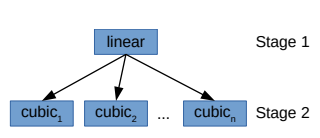 linear Stage 1
cubic₁ cubic₂ ... cubicₙ Stage 2